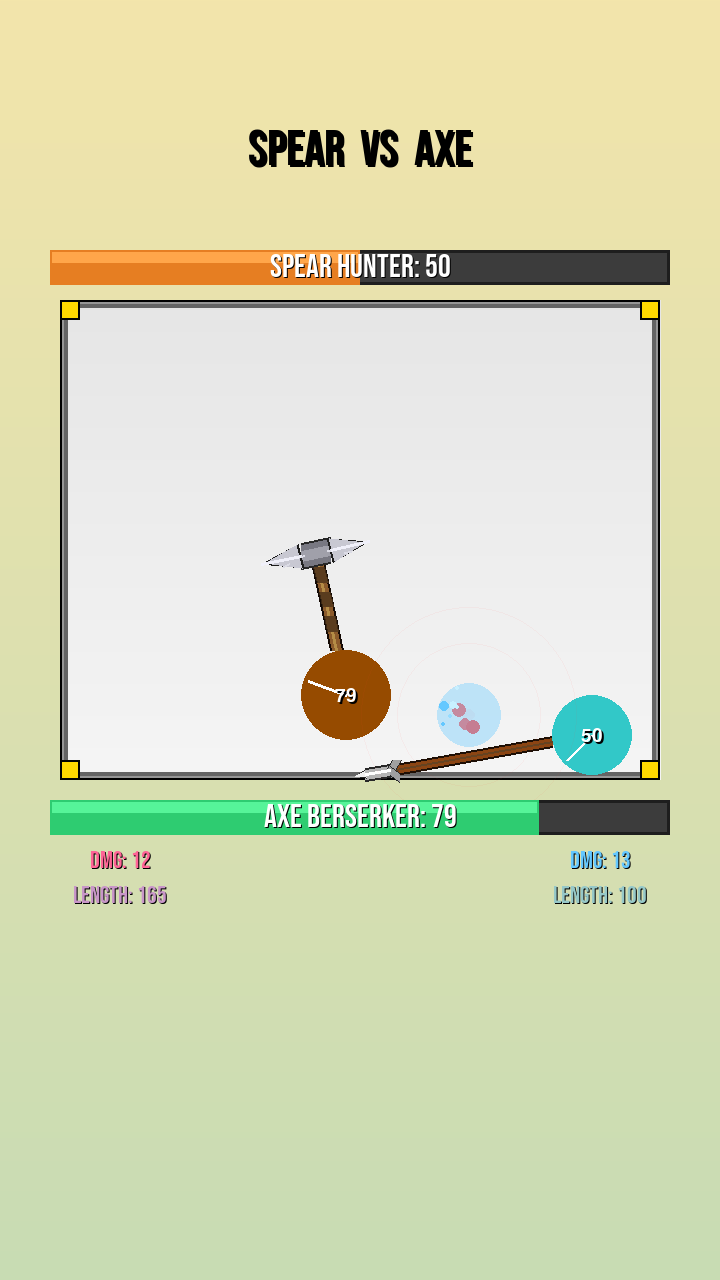 SPEAR VS AXE
SPEAR HUNTER: 50
79
50
AXE BERSERKER: 79
DMG: 12
DMG: 13
LENGTH: 165
LENGTH: 100